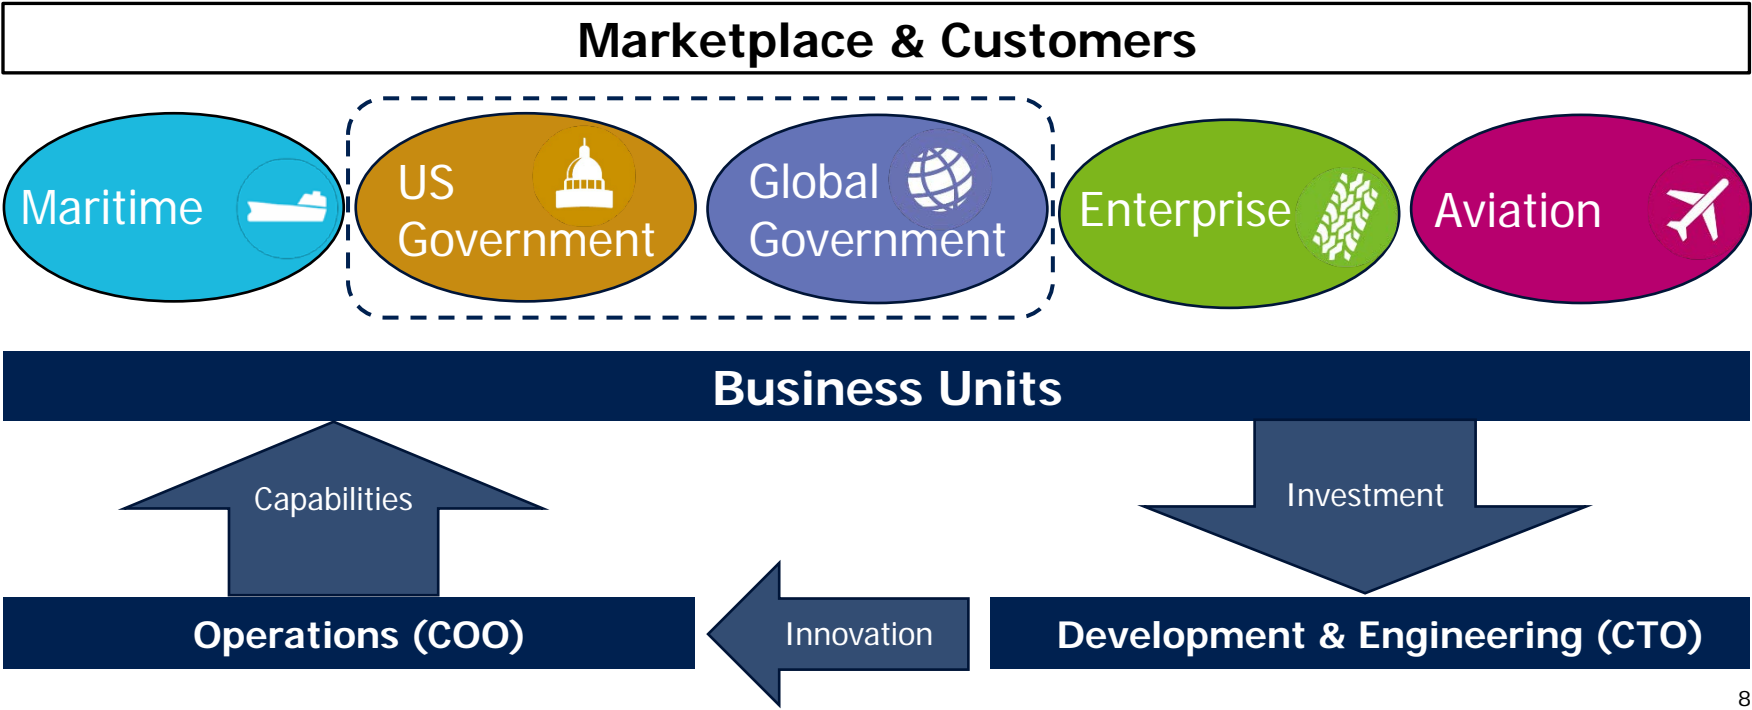 Marketplace & Customers
Maritime
US
Government
Global
Government
Enterprise
Aviation
Business Units
Capabilities
Investment
Operations (COO)
Innovation
Development & Engineering (CTO)
8